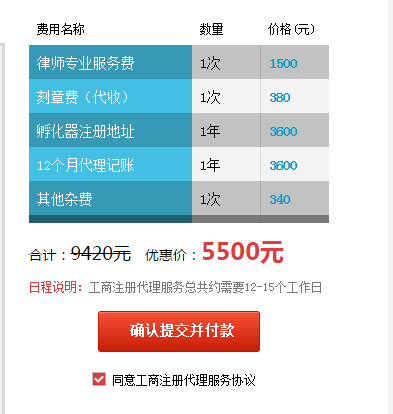 费用名称 数量 价格(元)
律师专业服务费 1次 1500
刻章费（代收） 1次 380
孵化器注册地址 1年 3600
12个月代理记账 1年 3600
其他杂费 1次 340
合计：9420元 优惠价：5500元
日程说明：工商注册代理服务总共约需要12-15个工作日
确认提交并付款
同意工商注册代理服务协议